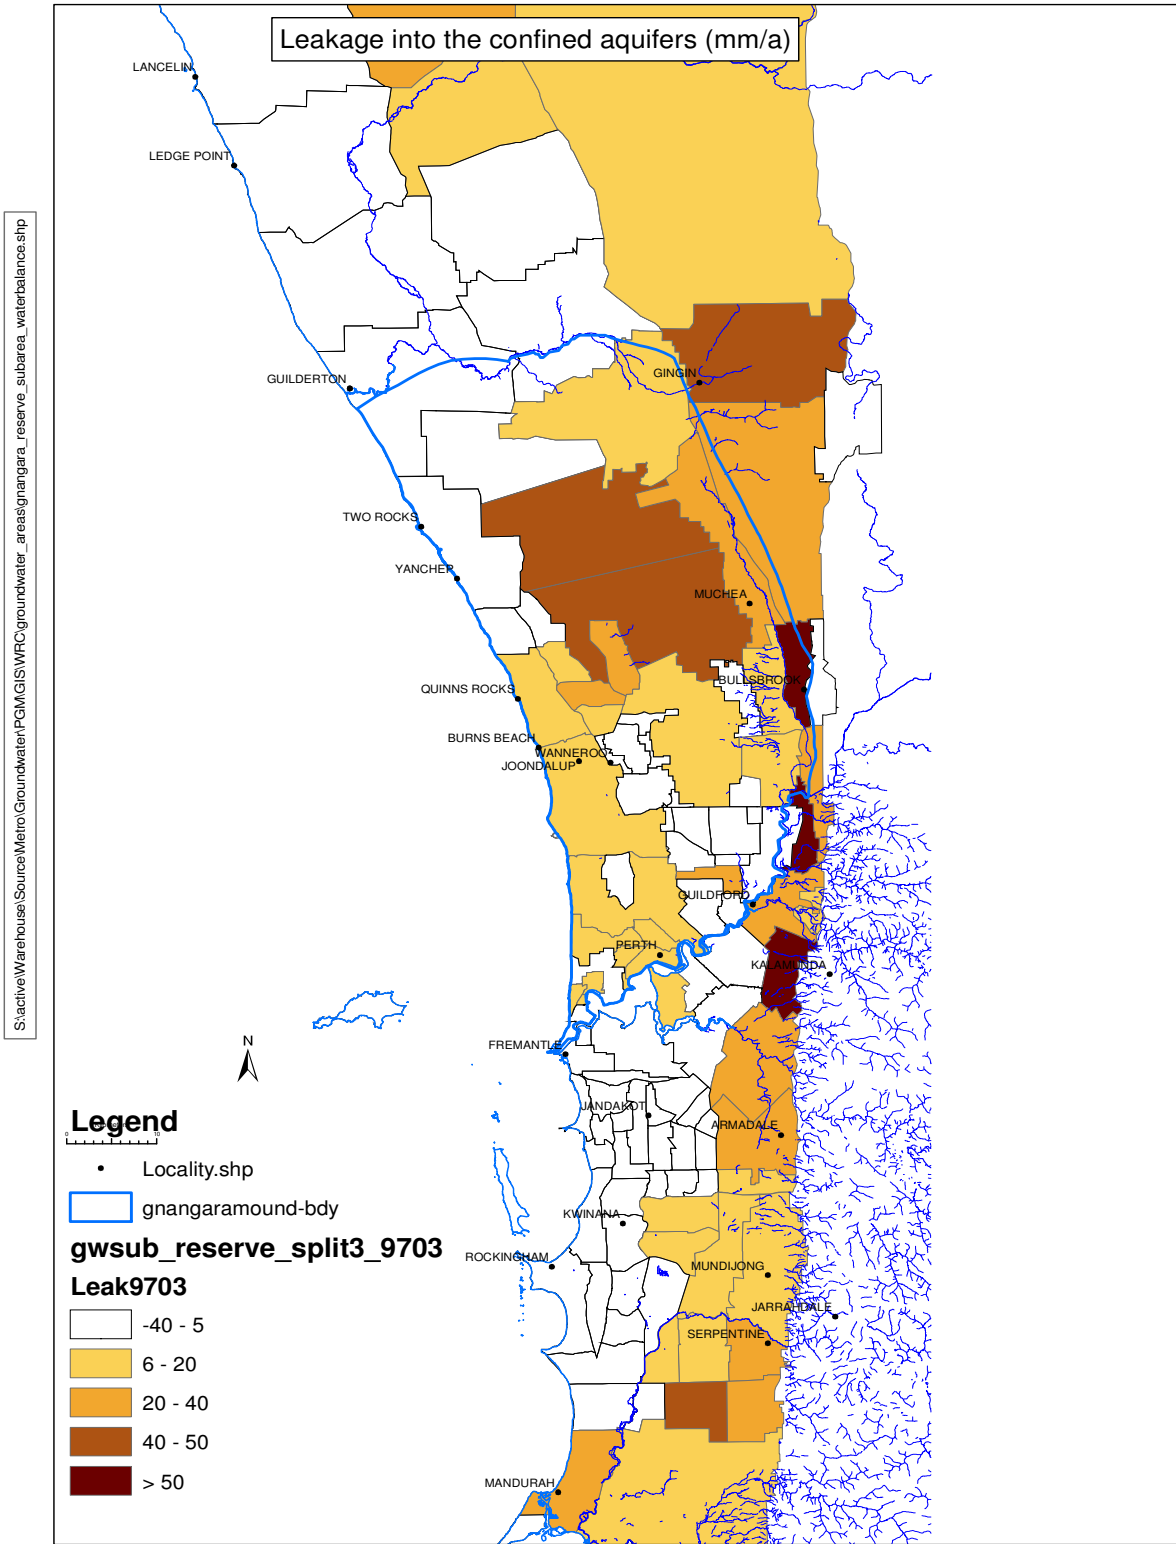 Leakage into the confined aquifers (mm/a)
LANCELIN
LEDGE POINT
S:\active\Warehouse\Source\Metro\Groundwater\PGM\GIS\WRC\groundwater_areas\gnangara_reserve_subarea_waterbalance.shp
GUILDERTON
GINGIN
TWO ROCKS
YANCHEP
MUCHEA
BULLSBROOK
QUINNS ROCKS
BURNS BEACH
WANNEROO
JOONDALUP
GUILDFORD
PERTH
KALAMUNDA
N
FREMANTLE
JANDAKOT
ARMADALE
Legend
0 10
Locality.shp
gnangaramound-bdy
KWINANA
gwsub_reserve_split3_9703
ROCKINGHAM
MUNDIJONG
Leak9703
JARRAHDALE
-40 - 5
SERPENTINE
6 - 20
20 - 40
40 - 50
> 50
MANDURAH